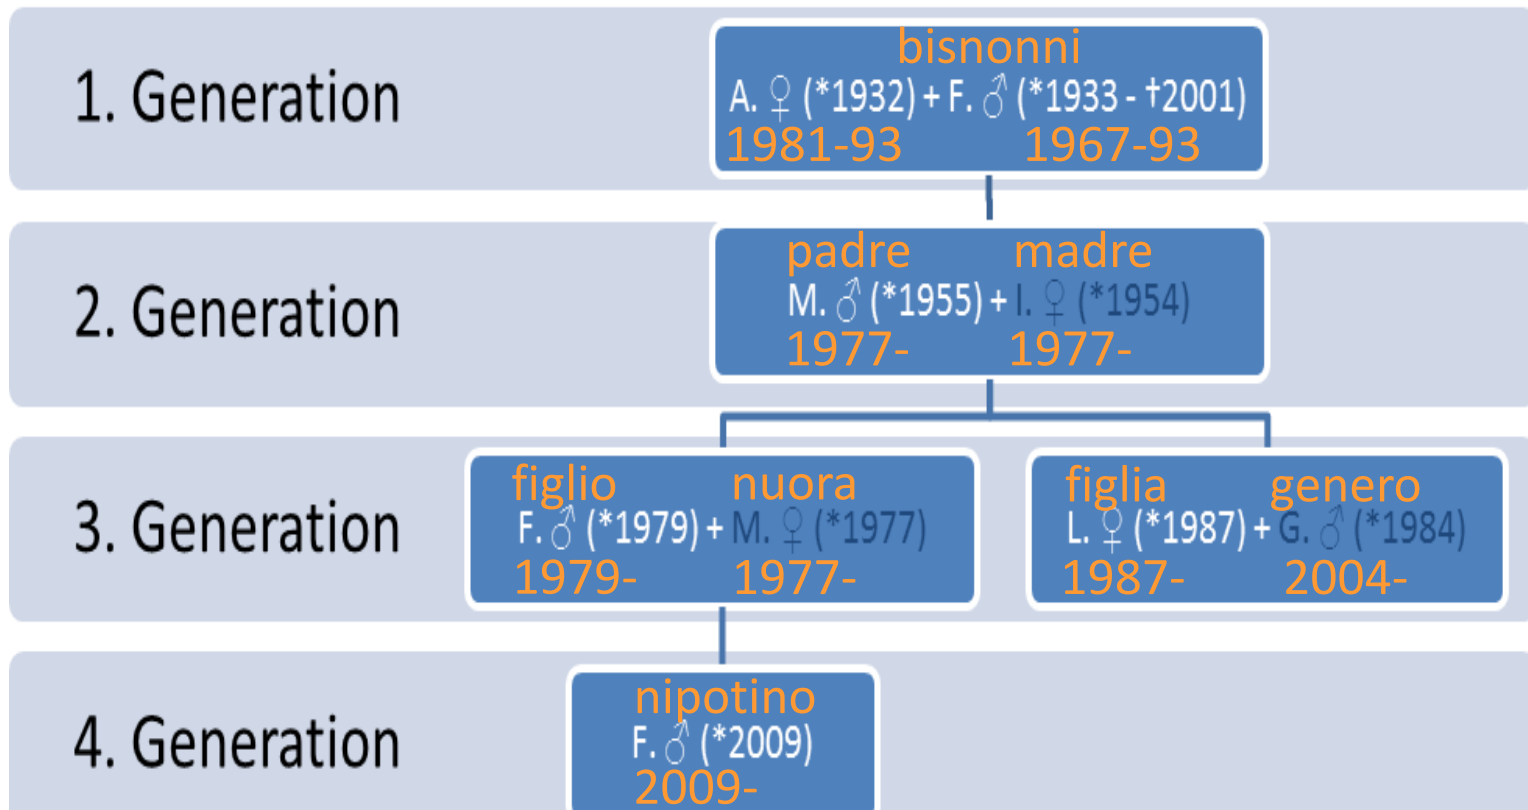 1. Generation
bisnonni
A. ♀ (*1932) + F. ♂ (*1933 - †2001)
1981-93 1967-93
2. Generation
padre madre
M. ♂ (*1955) + I. ♀ (*1954)
1977- 1977-
3. Generation
figlio nuora
F. ♂ (*1979) + M. ♀ (*1977)
1979- 1977-
figlia genero
L. ♀ (*1987) + G. ♂ (*1984)
1987- 2004-
4. Generation
nipotino
F. ♂ (*2009)
2009-